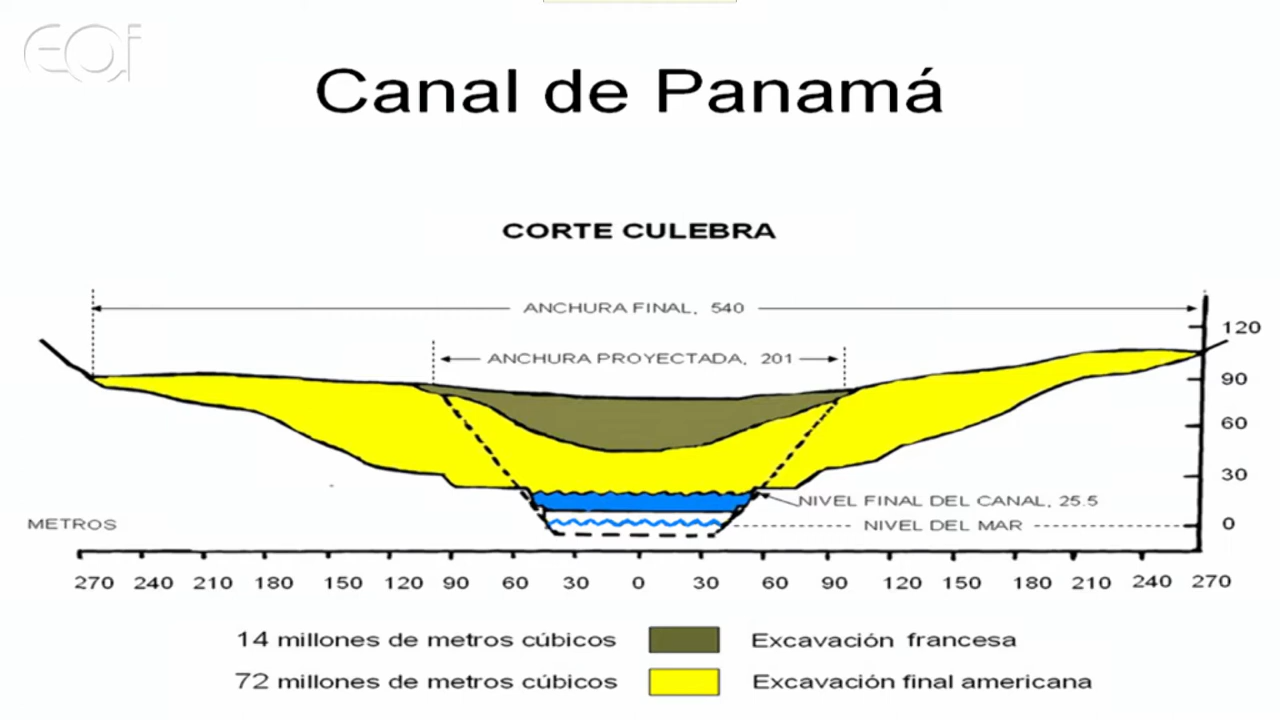 EOI
Canal de Panamá
CORTE CULEBRA
ANCHURA FINAL, 540
ANCHURA PROYECTADA, 201
120
90
60
30
0
NIVEL FINAL DEL CANAL, 25.5
METROS
NIVEL DEL MAR
270 240 210 180 150 120 90 60 30 0 30 60 90 120 150 180 210 240 270
14 millones de metros cúbicos Excavación francesa
72 millones de metros cúbicos Excavación final americana